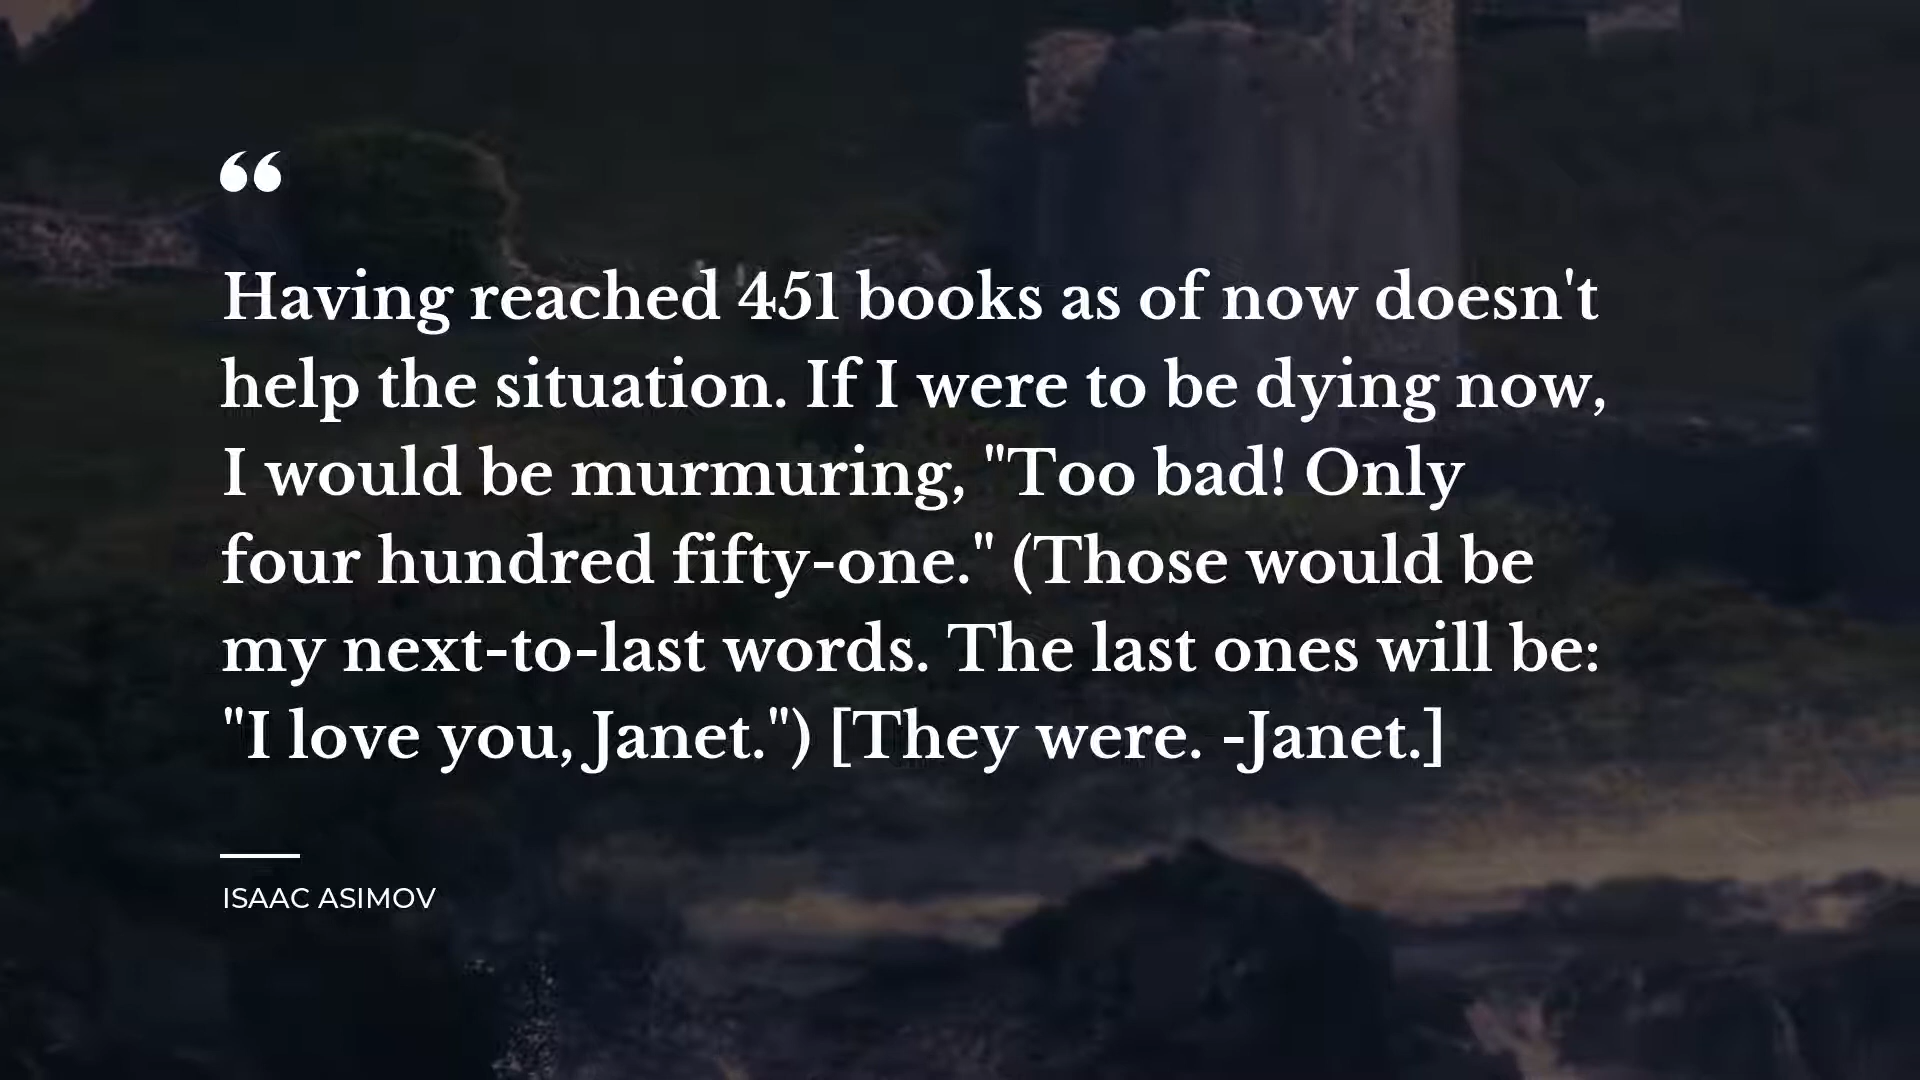 “
Having reached 451 books as of now doesn't
help the situation. If I were to be dying now,
I would be murmuring, "Too bad! Only
four hundred fifty-one." (Those would be
my next-to-last words. The last ones will be:
"I love you, Janet.") [They were. -Janet.]
ISAAC ASIMOV